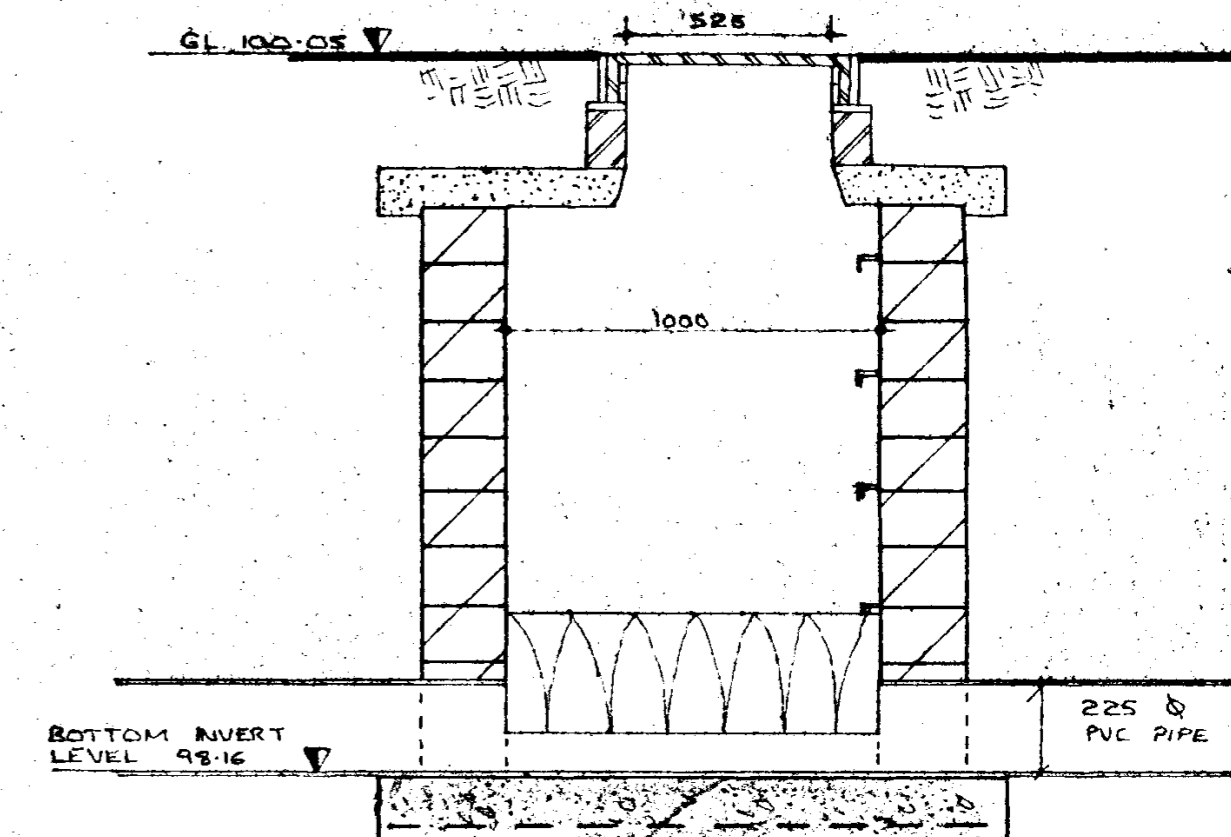 525
GL 100.05
1000
225 Ø
PVC PIPE
BOTTOM INVERT
LEVEL 98.16